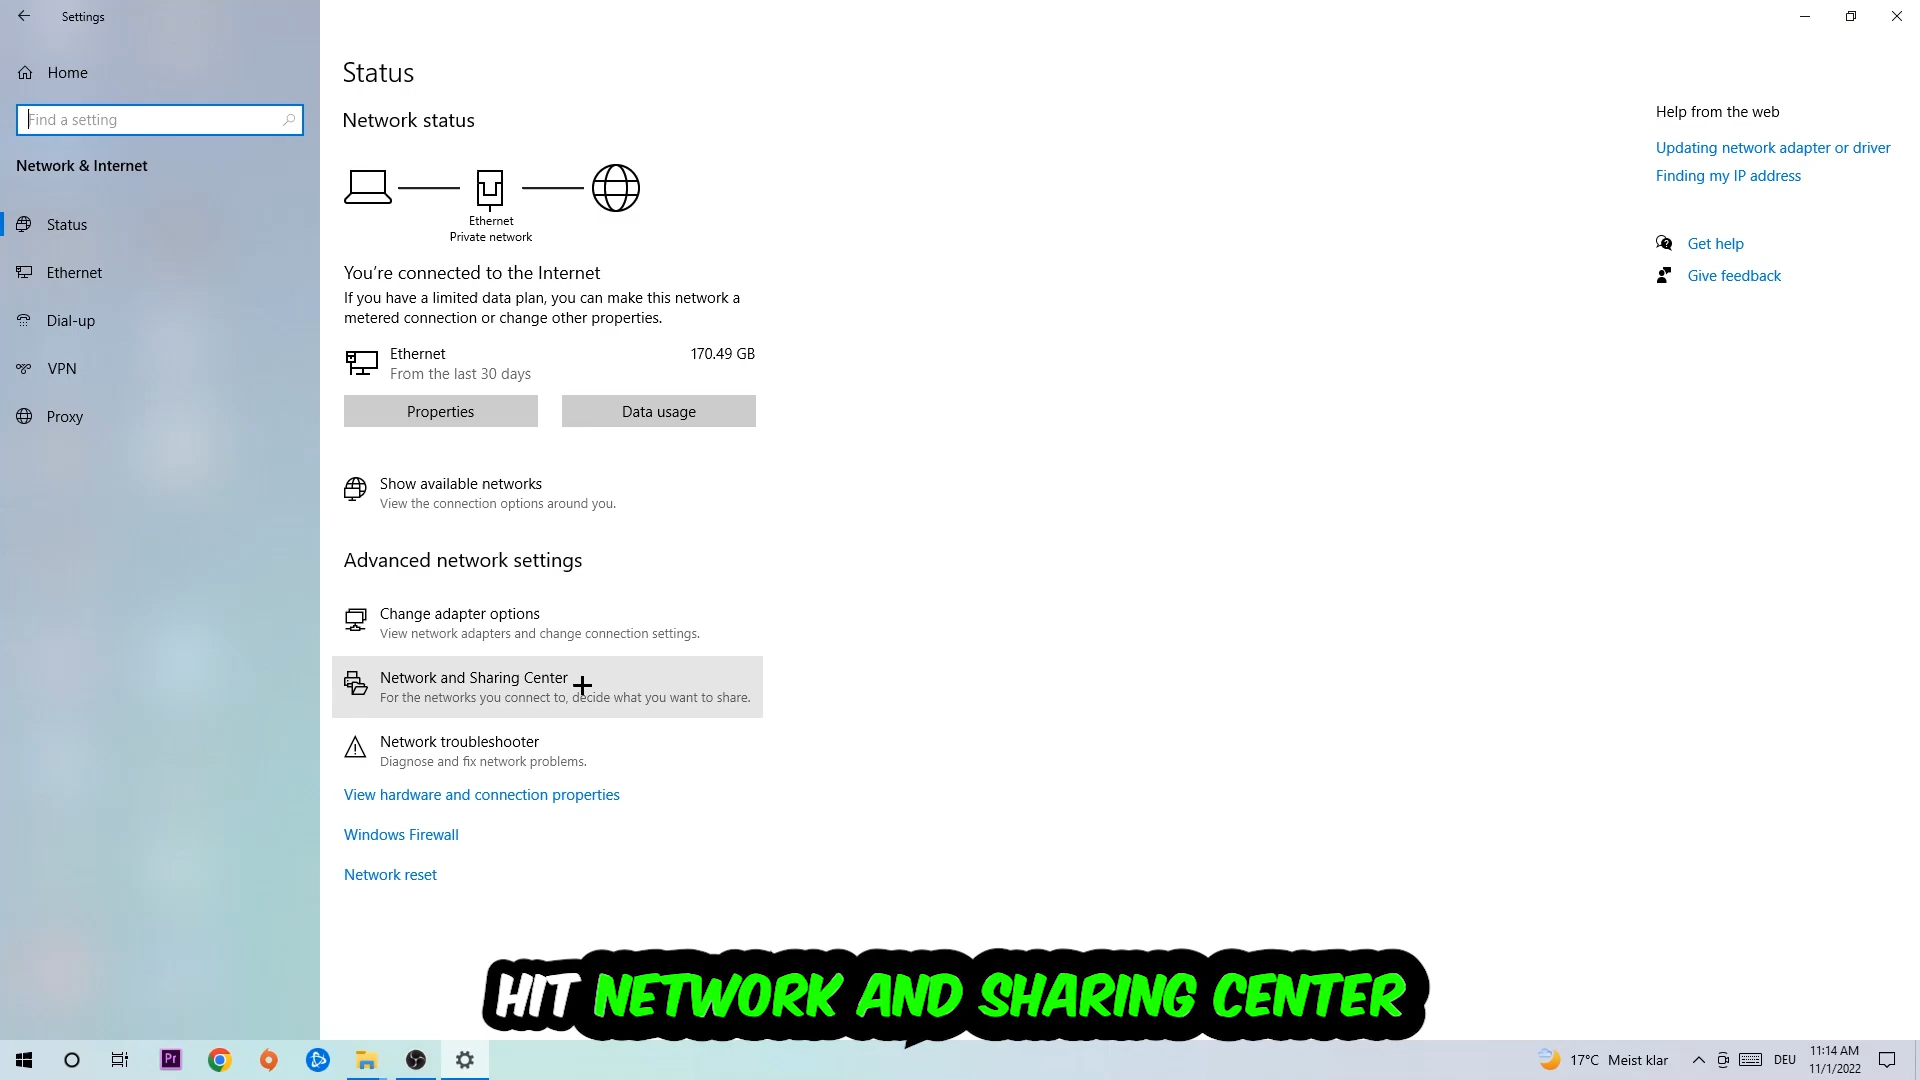 Settings
Home
Find a setting
Network & Internet
Status
Ethernet
Dial-up
VPN
Proxy
Status
Network status
Ethernet
Private network
You're connected to the Internet
If you have a limited data plan, you can make this network a
metered connection or change other properties.
Ethernet
170.49 GB
From the last 30 days
Properties
Data usage
Show available networks
View the connection options around you.
Advanced network settings
Change adapter options
View network adapters and change connection settings.
Network and Sharing Center
For the networks you connect to, decide what you want to share.
Network troubleshooter
Diagnose and fix network problems.
View hardware and connection properties
Windows Firewall
Network reset
Help from the web
Updating network adapter or driver
Finding my IP address
Get help
Give feedback
HIT NETWORK AND SHARING CENTER
Pr
17°C Meist klar
DEU
11:14 AM
11/1/2022